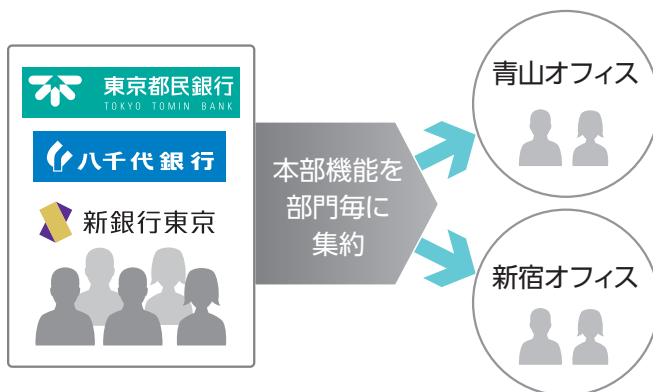 東京都民銀行
TOKYO TOMIN BANK
八千代銀行
新銀行東京
本部機能を
部門毎に
集約
青山オフィス
新宿オフィス